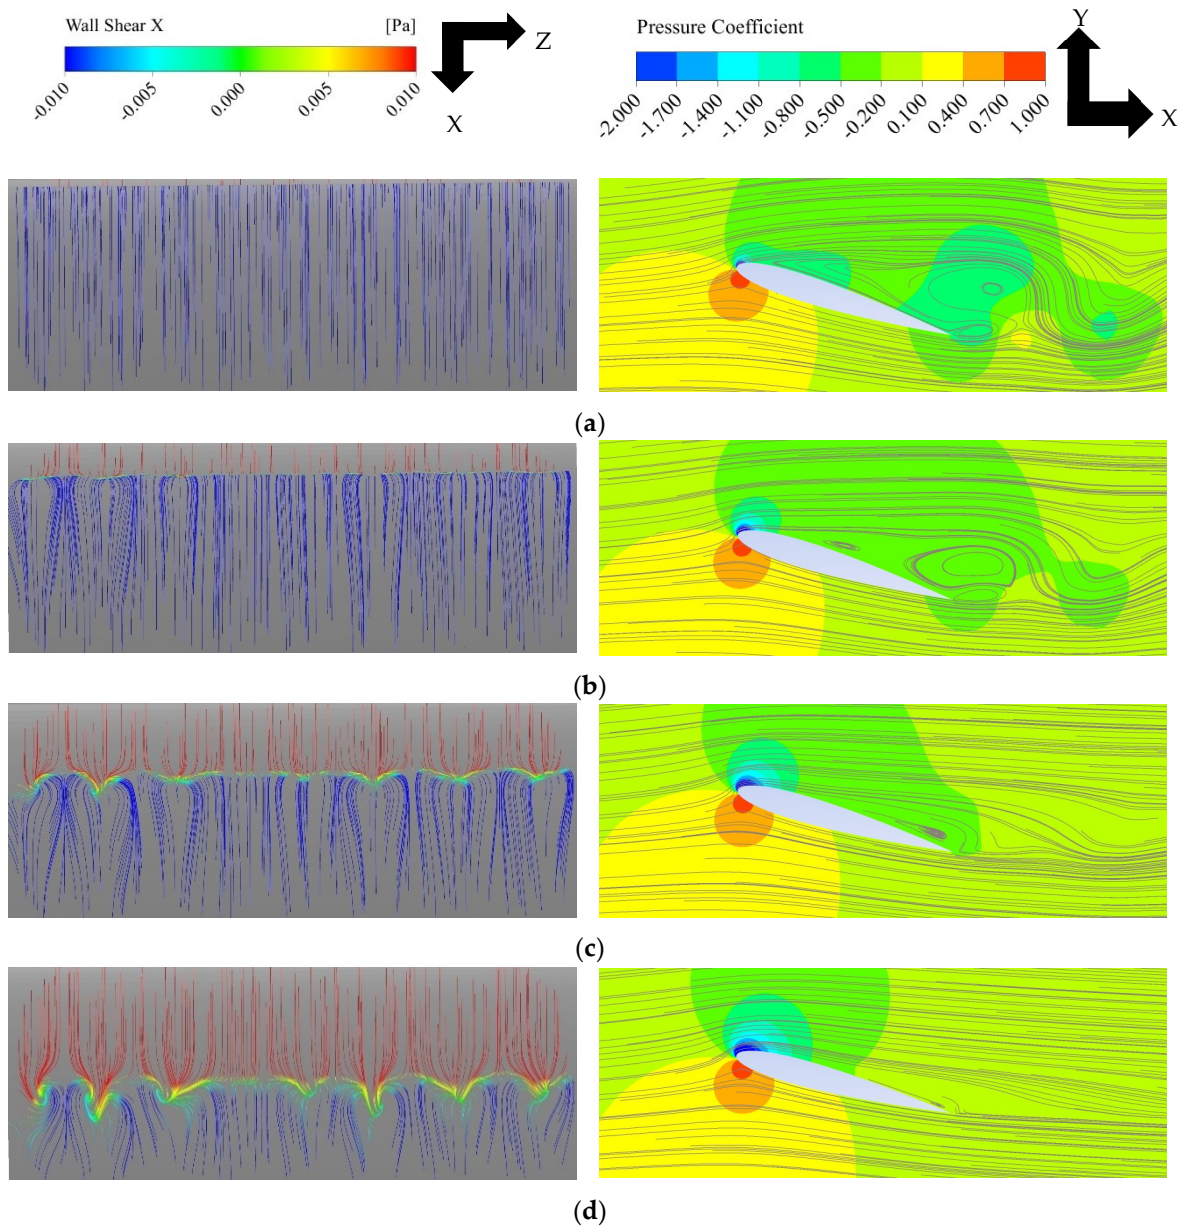 Wall Shear X [Pa]
-0.010 -0.005 0.000 0.005 0.010
Z
X
Pressure Coefficient
-2.000 -1.700 -1.400 -1.100 -0.800 -0.500 -0.200 0.100 0.400 0.700 1.000
Y
X
(a)
(b)
(c)
(d)